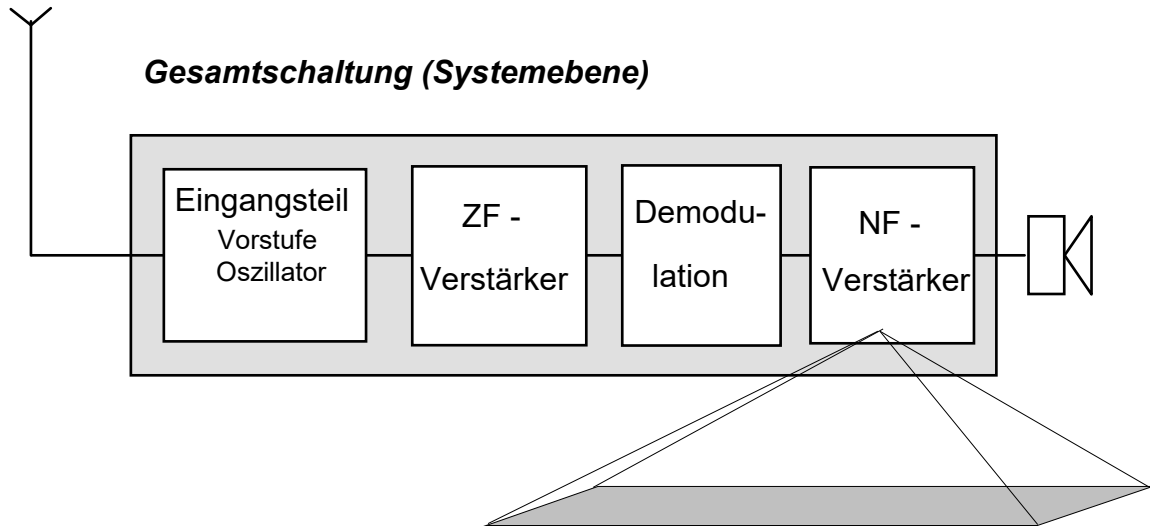 Gesamtschaltung (Systemebene)
Eingangsteil
Vorstufe
Oszillator
ZF -
Verstärker
Demodu-
lation
NF -
Verstärker